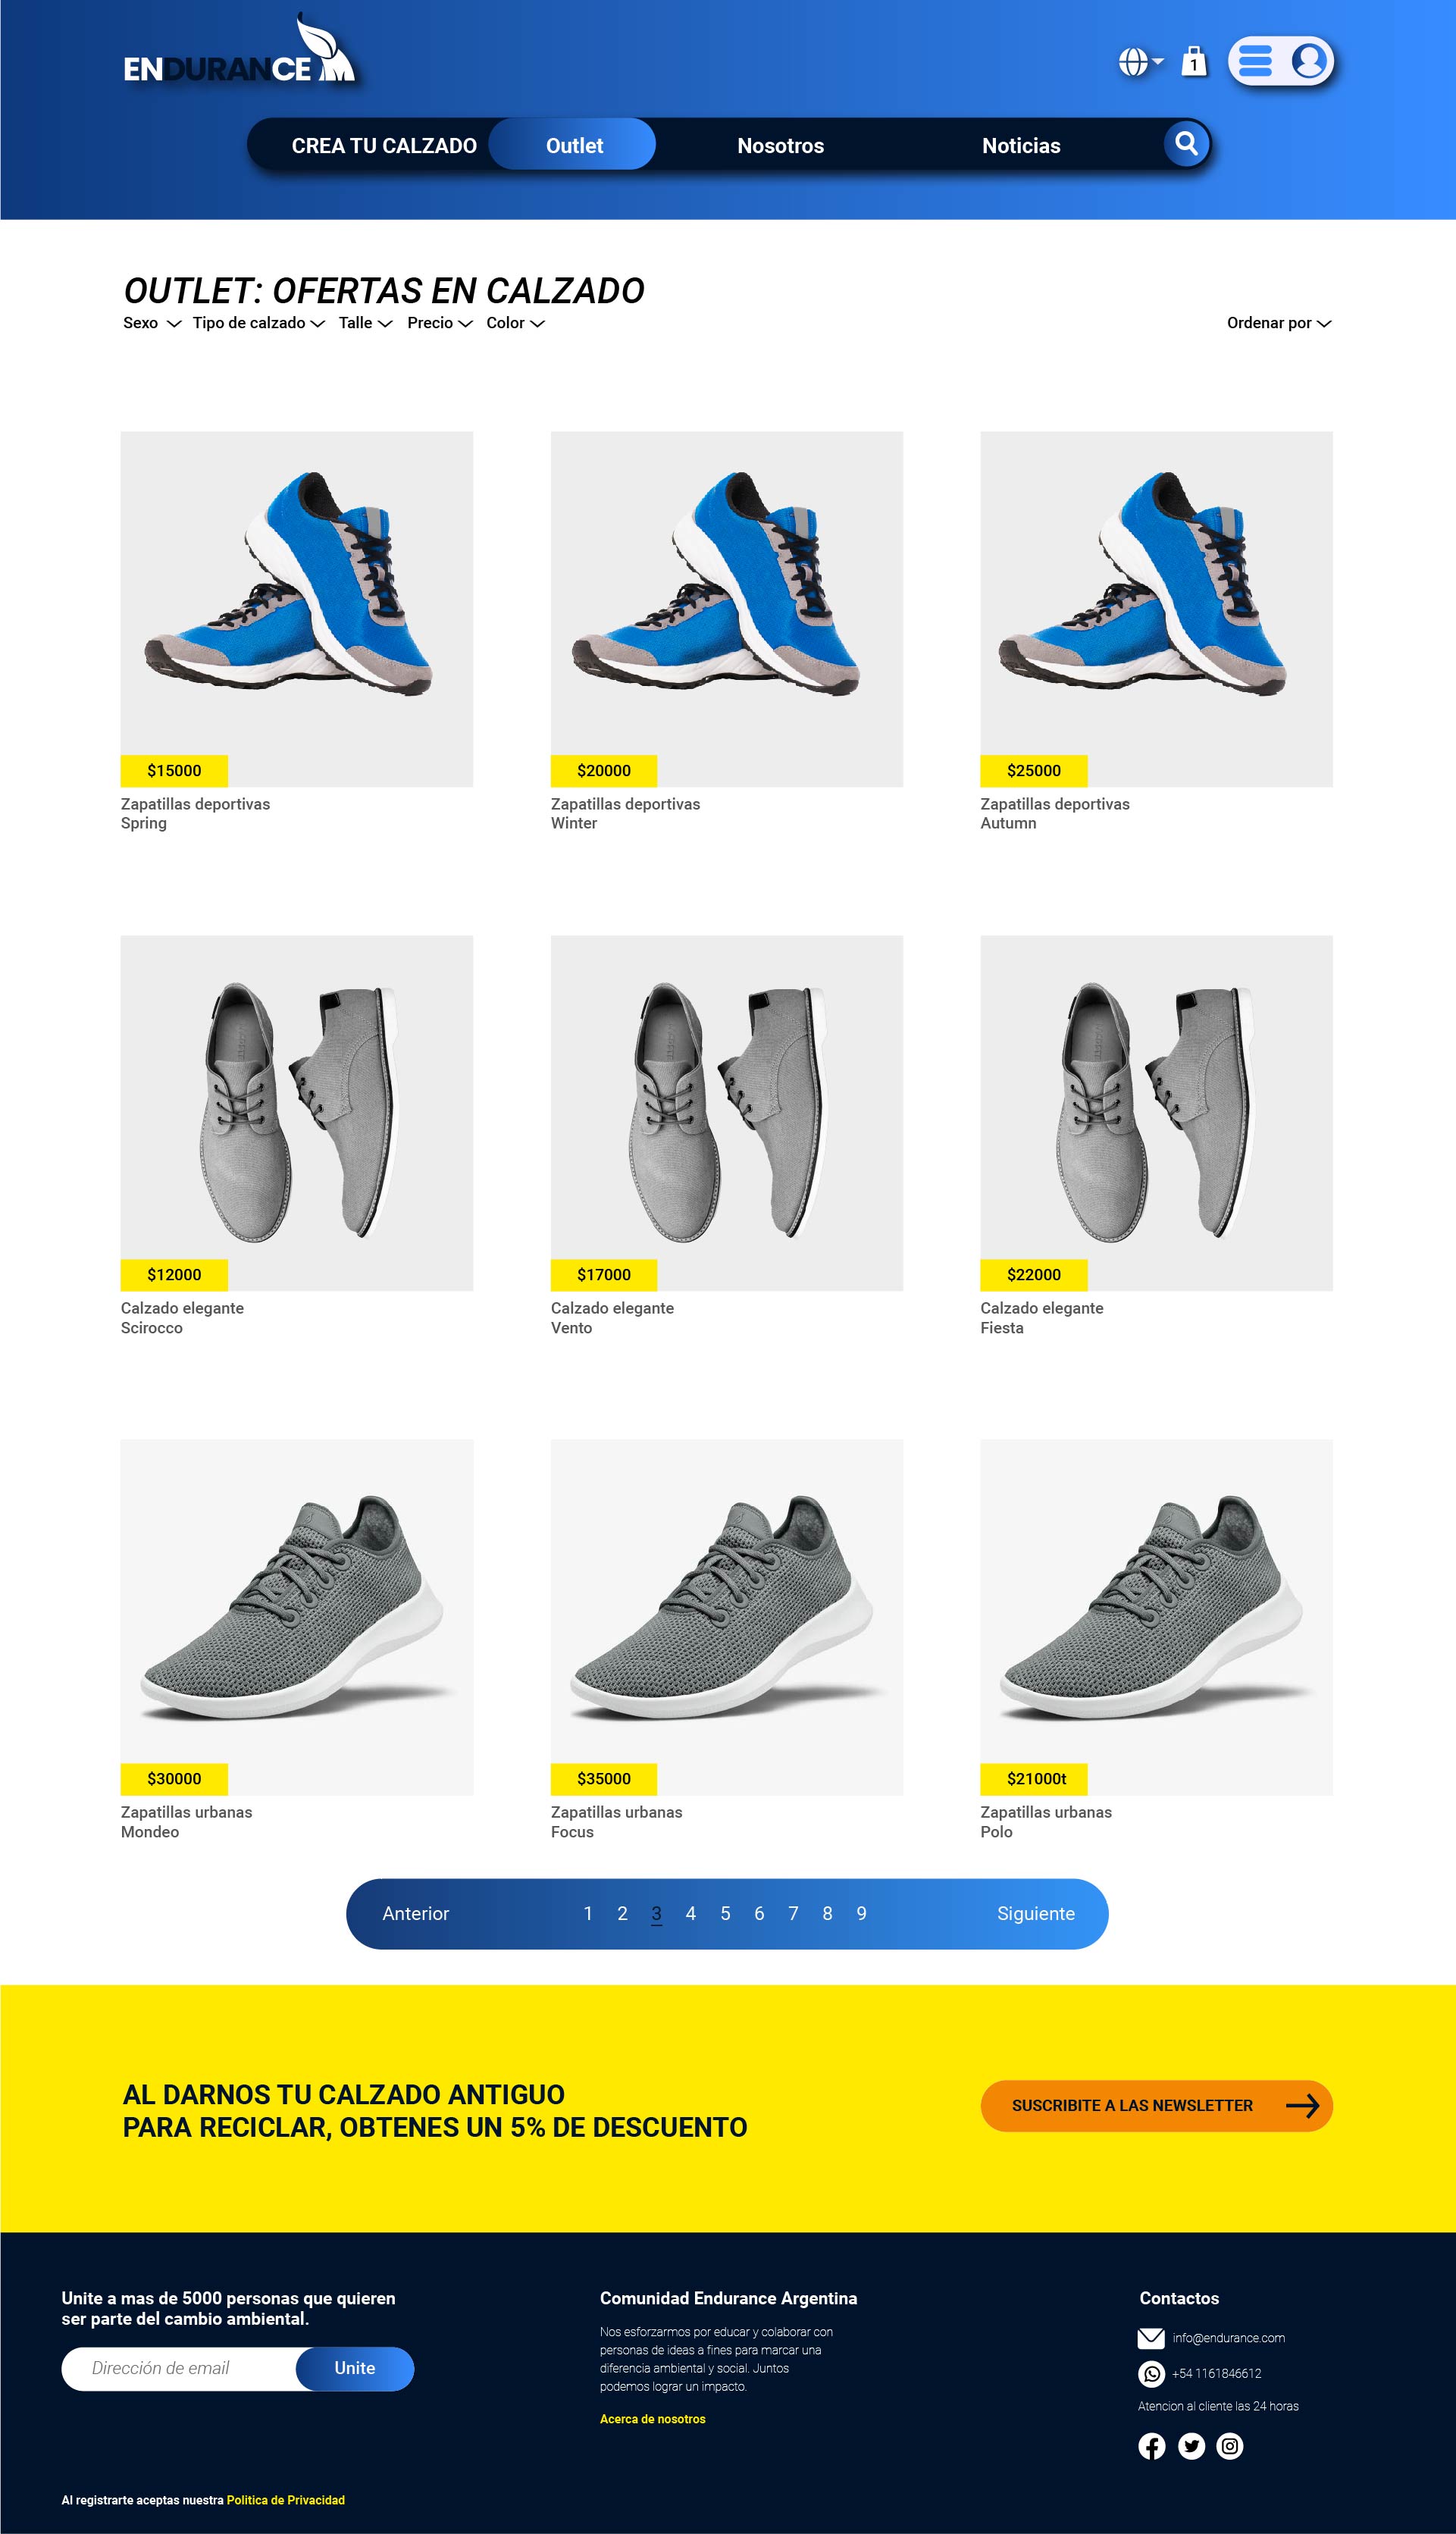 ENDURANCE
1
CREA TU CALZADO
Outlet
Nosotros
Noticias
OUTLET: OFERTAS EN CALZADO
Sexo
Tipo de calzado
Talle
Precio
Color
Ordenar por
$15000
$20000
$25000
Zapatillas deportivas
Spring
Zapatillas deportivas
Winter
Zapatillas deportivas
Autumn
$12000
$17000
$22000
Calzado elegante
Scirocco
Calzado elegante
Vento
Calzado elegante
Fiesta
$30000
$35000
$21000t
Zapatillas urbanas
Mondeo
Zapatillas urbanas
Focus
Zapatillas urbanas
Polo
Anterior 1 2 3 4 5 6 7 8 9 Siguiente
AL DARNOS TU CALZADO ANTIGUO
PARA RECICLAR, OBTENES UN 5% DE DESCUENTO
SUSCRIBITE A LAS NEWSLETTER
Unite a mas de 5000 personas que quieren
ser parte del cambio ambiental.
Dirección de email
Unite
Comunidad Endurance Argentina
Nos esforzarmos por educar y colaborar con
personas de ideas a fines para marcar una
diferencia ambiental y social. Juntos
podemos lograr un impacto.
Acerca de nosotros
Contactos
info@endurance.com
+54 1161846612
Atencion al cliente las 24 horas
Al registrarte aceptas nuestra Politica de Privacidad